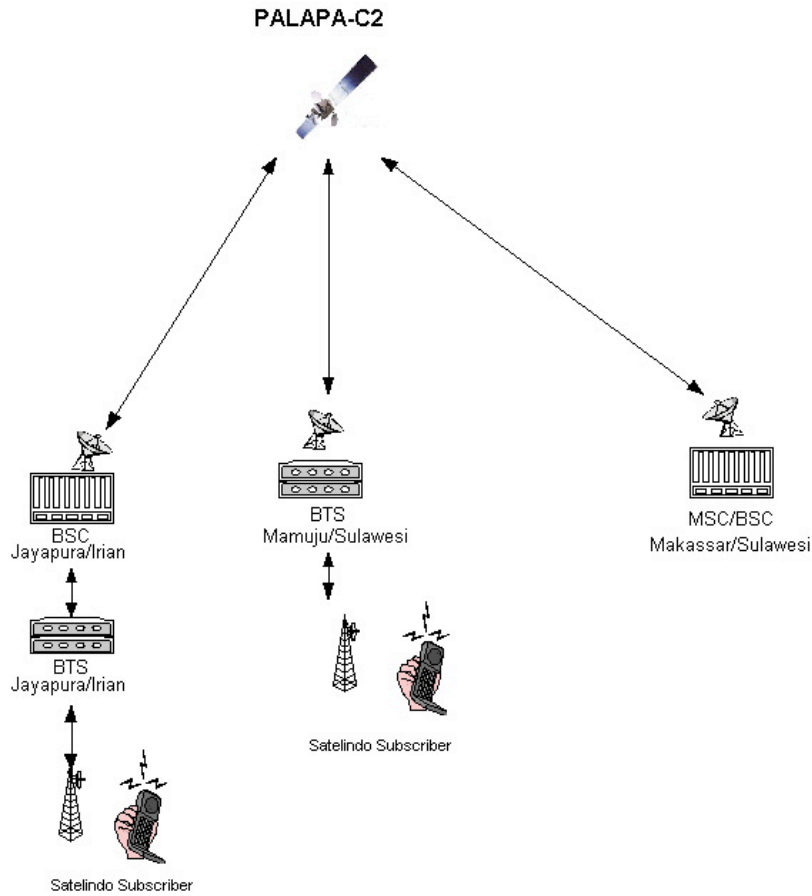 PALAPA-C2
BSC
Jayapura/Irian
BTS
Mamuju/Sulawesi
MSC/BSC
Makassar/Sulawesi
BTS
Jayapura/Irian
Satelindo Subscriber
Satelindo Subscriber